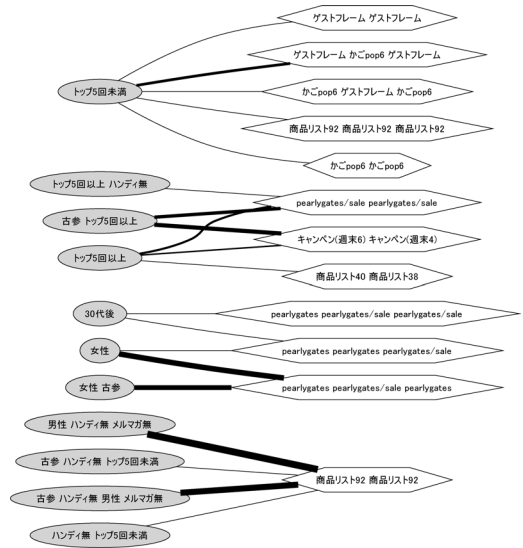 ゲストフレーム ゲストフレーム
ゲストフレーム かごpop6 ゲストフレーム
トップ5回未満
かごpop6 ゲストフレーム かごpop6
商品リスト92 商品リスト92 商品リスト92
かごpop6 かごpop6
トップ5回以上 ハンディ無
pearlygates/sale pearlygates/sale
古参 トップ5回以上
キャンペン(週末6) キャンペン(週末4)
トップ5回以上
商品リスト40 商品リスト38
30代後
pearlygates pearlygates/sale pearlygates/sale
女性
pearlygates pearlygates pearlygates/sale
女性 古参
pearlygates pearlygates/sale pearlygates
男性 ハンディ無 メルマガ無
古参 ハンディ無 トップ5回未満
商品リスト92 商品リスト92
古参 ハンディ無 男性 メルマガ無
ハンディ無 トップ5回未満